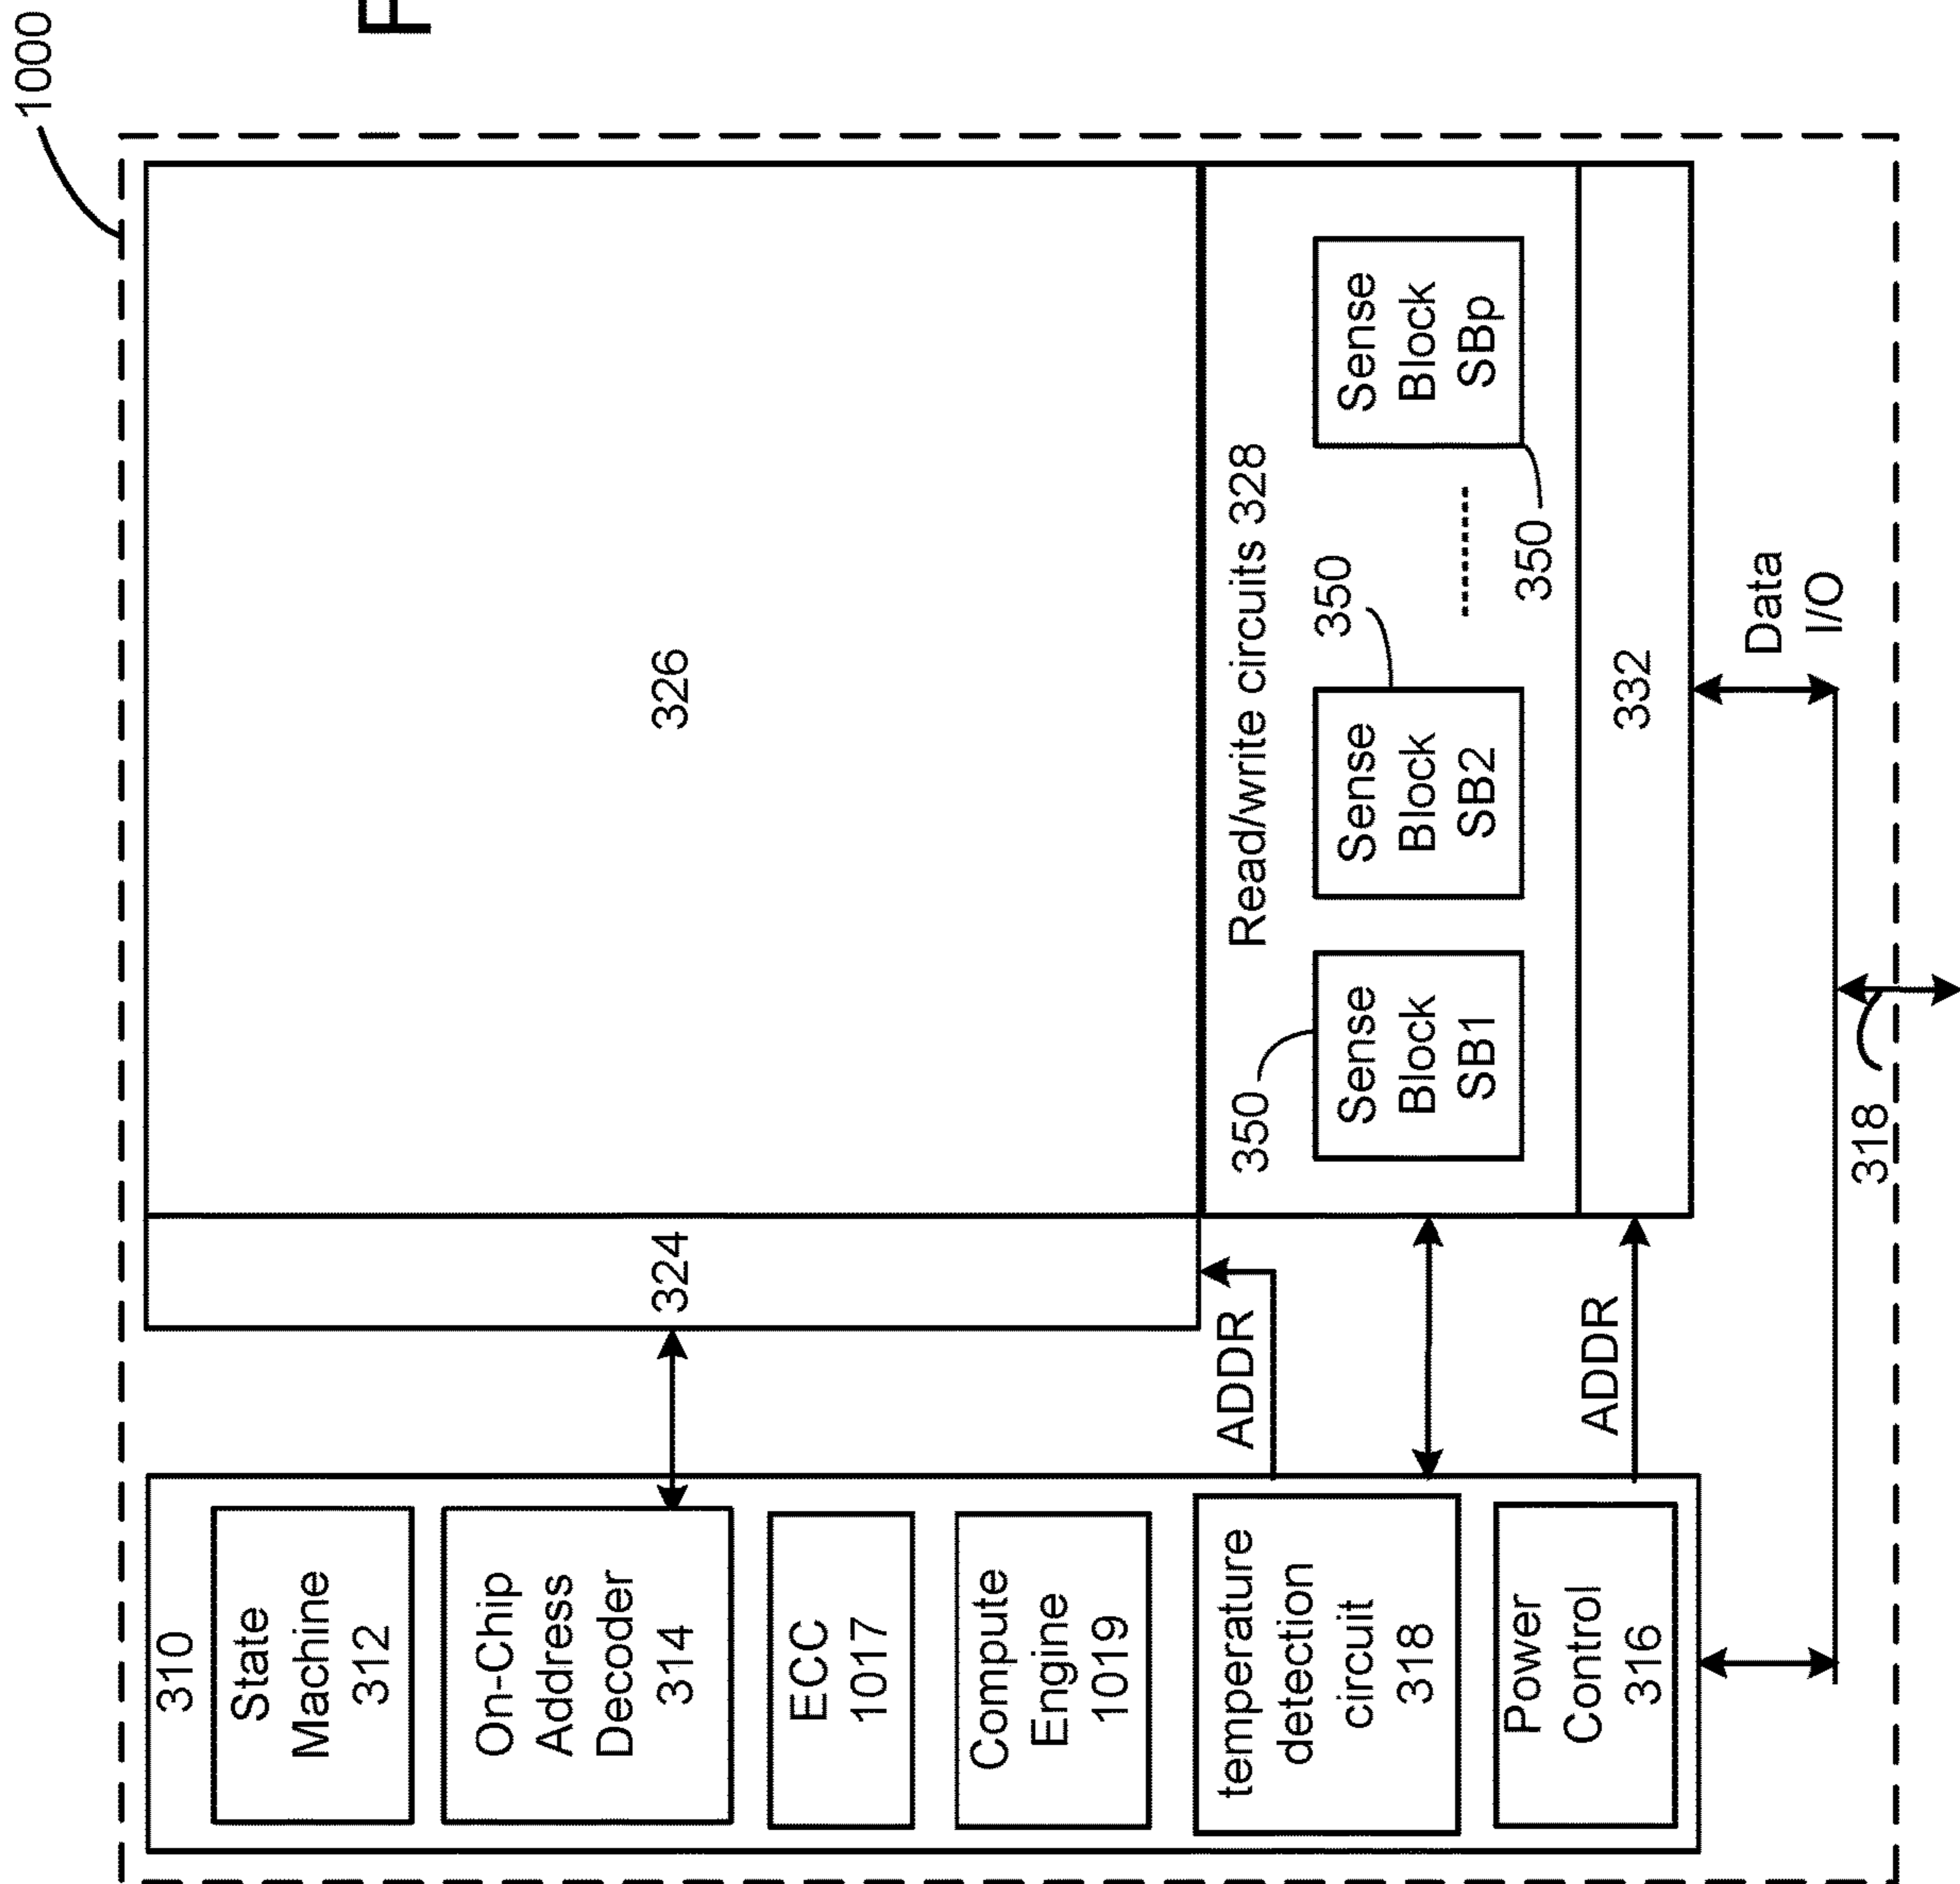 1000
F
310
State
Machine
312
On-Chip
Address
Decoder
314
ECC
1017
Compute
Engine
1019
temperature
detection
circuit
318
Power
Control
316
324
326
ADDR
ADDR
Read/write circuits 328
350
Sense
Block
SB1
350
Sense
Block
SB2
---------
350
Sense
Block
SBp
332
Data
I/O
318